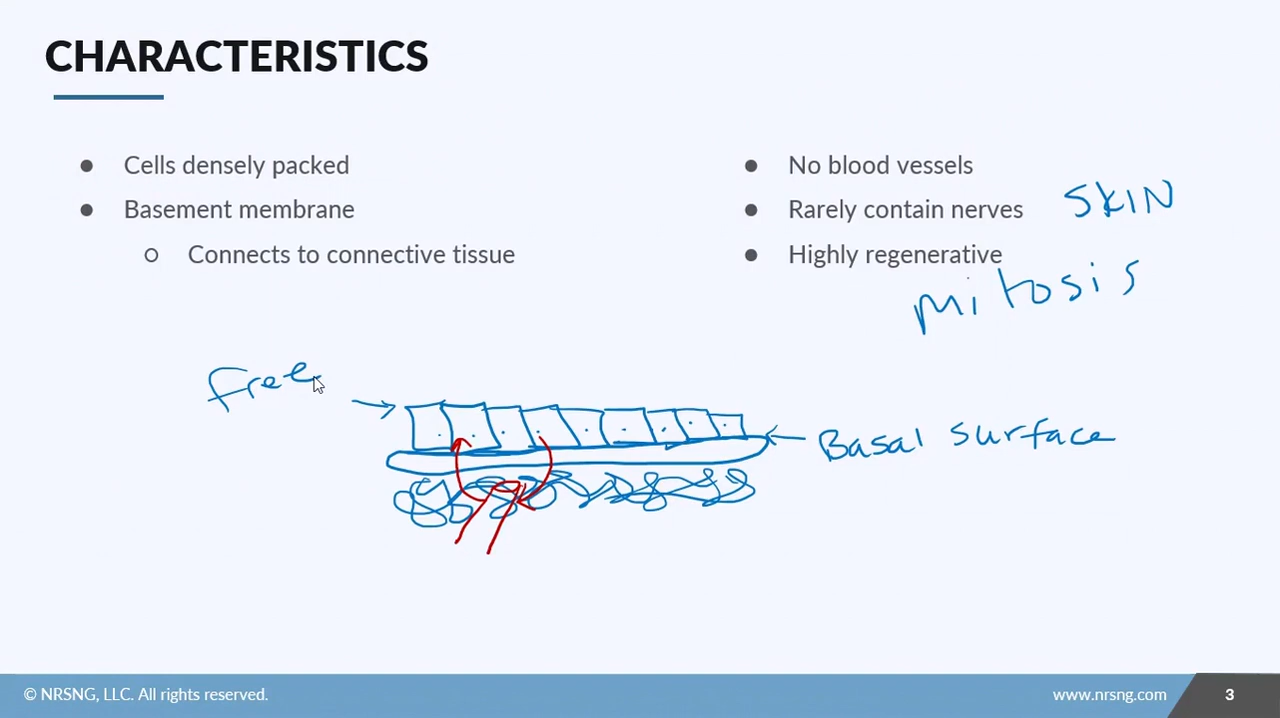 CHARACTERISTICS
● Cells densely packed
● Basement membrane
○ Connects to connective tissue
● No blood vessels
● Rarely contain nerves
SKIN
● Highly regenerative
mitosis
Free
Basal surface
© NRSNG, LLC. All rights reserved.
www.nrsng.com
3